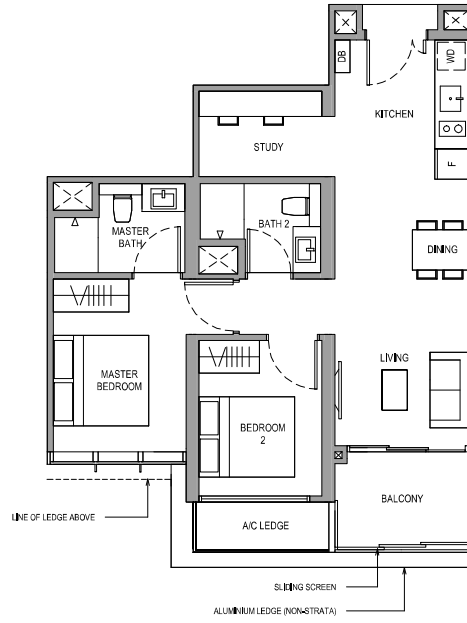 DB
WD
KITCHEN
STUDY
F
MASTER
BATH
BATH 2
DINING
LIVING
MASTER
BEDROOM
BEDROOM
2
BALCONY
LINE OF LEDGE ABOVE
A/C LEDGE
SLIDING SCREEN
ALUMINIUM LEDGE (NON-STRATA)